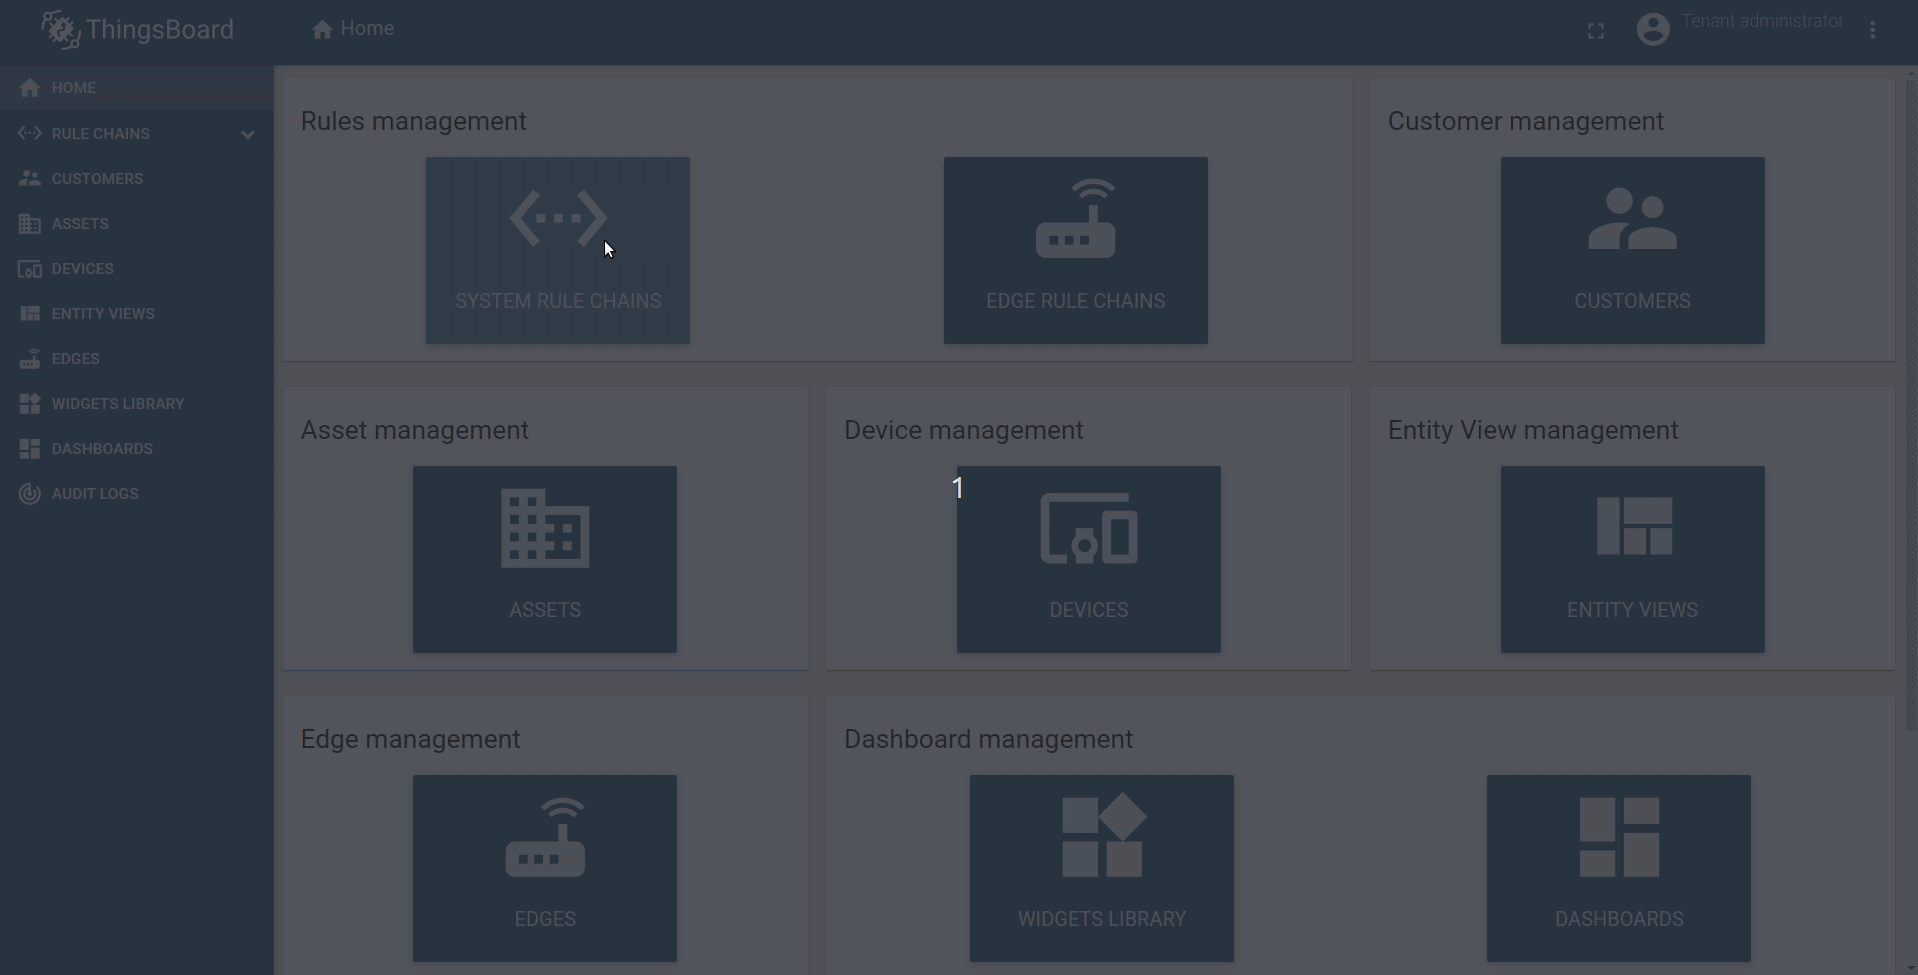 ThingsBoard
Home
Tenant administrator
HOME
RULE CHAINS
CUSTOMERS
ASSETS
DEVICES
ENTITY VIEWS
EDGES
WIDGETS LIBRARY
DASHBOARDS
AUDIT LOGS
Rules management
SYSTEM RULE CHAINS
EDGE RULE CHAINS
Customer management
CUSTOMERS
Asset management
ASSETS
Device management
1
DEVICES
Entity View management
ENTITY VIEWS
Edge management
EDGES
Dashboard management
WIDGETS LIBRARY
DASHBOARDS